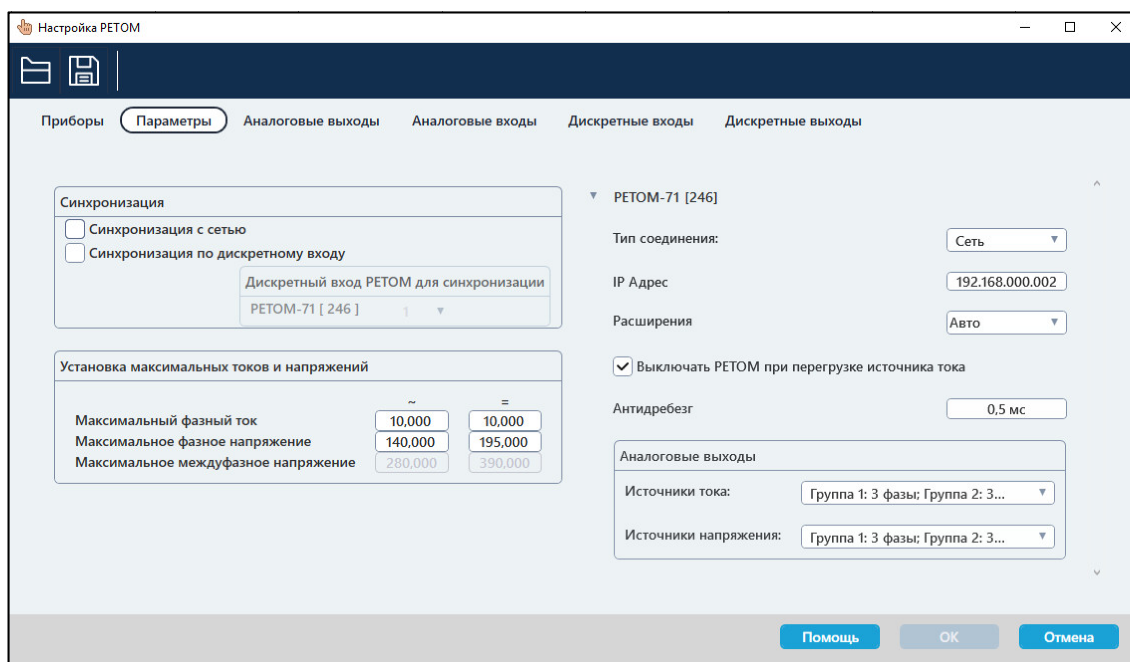 Настройка РЕТОМ
Приборы Параметры Аналоговые выходы Аналоговые входы Дискретные входы Дискретные выходы
Синхронизация
Синхронизация с сетью
Синхронизация по дискретному входу
Дискретный вход РЕТОМ для синхронизации
РЕТОМ-71 [ 246 ] 1
Установка максимальных токов и напряжений
~ =
Максимальный фазный ток 10,000 10,000
Максимальное фазное напряжение 140,000 195,000
Максимальное междуфазное напряжение 280,000 390,000
РЕТОМ-71 [246]
Тип соединения: Сеть
IP Адрес 192.168.000.002
Расширения Авто
Выключать РЕТОМ при перегрузке источника тока
Антидребезг 0,5 мс
Аналоговые выходы
Источники тока: Группа 1: 3 фазы; Группа 2: 3...
Источники напряжения: Группа 1: 3 фазы; Группа 2: 3...
Помощь ОК Отмена